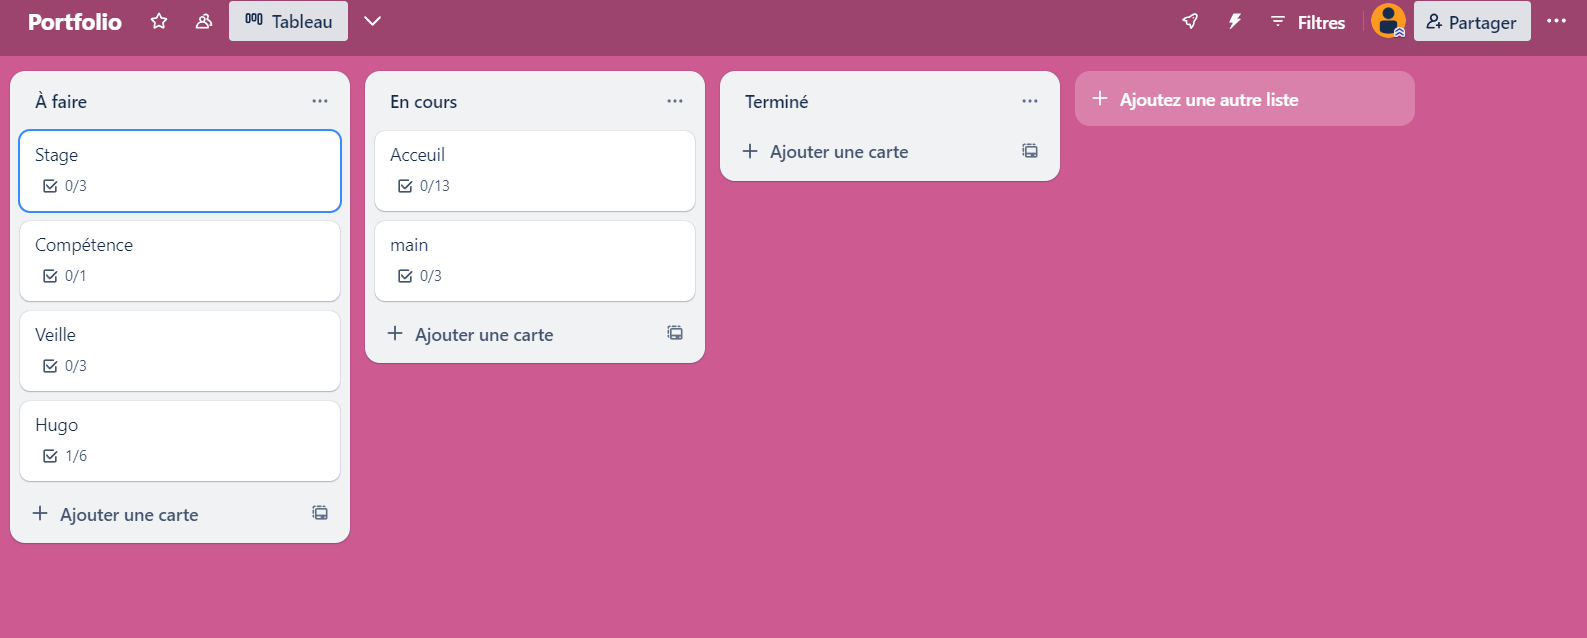 Portfolio
Tableau
Filtres
Partager
À faire
Stage
0/3
Compétence
0/1
Veille
0/3
Hugo
1/6
Ajouter une carte
En cours
Acceuil
0/13
main
0/3
Ajouter une carte
Terminé
Ajouter une carte
Ajoutez une autre liste